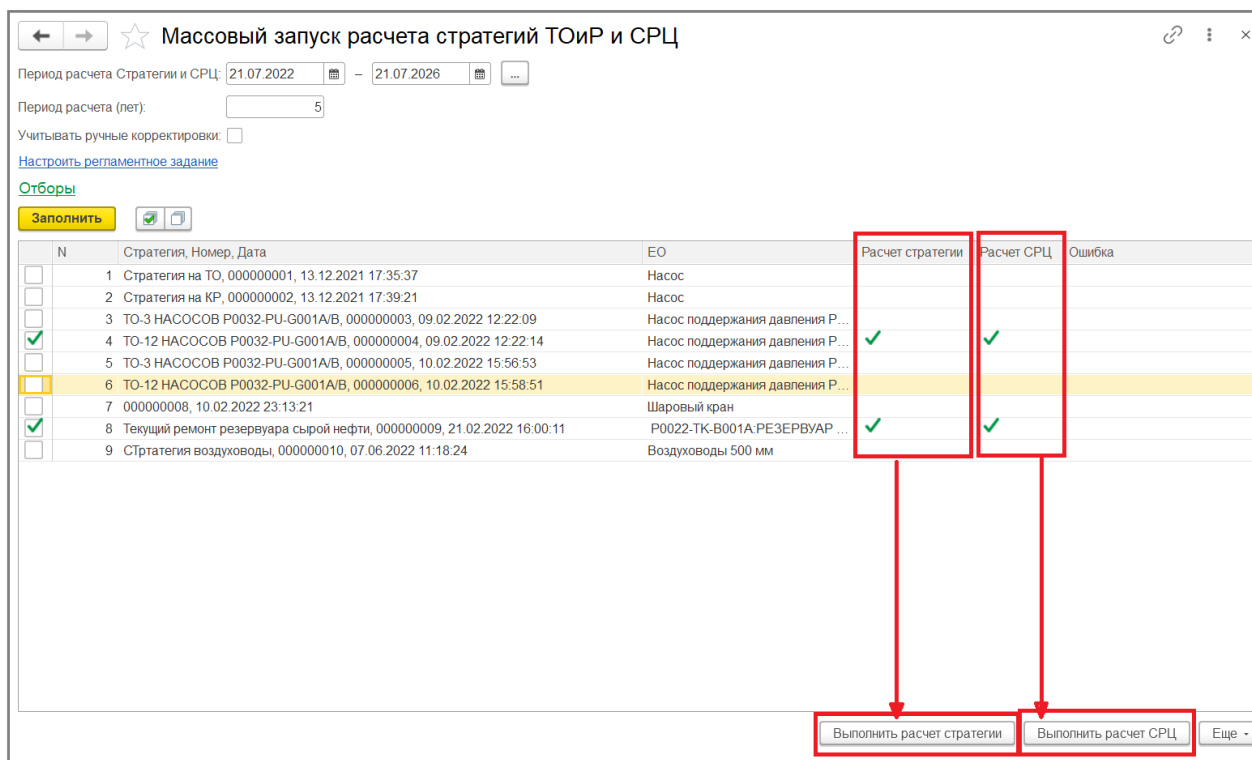 Массовый запуск расчета стратегий ТОиР и СРЦ
Период расчета Стратегии и СРЦ: 21.07.2022 – 21.07.2026 ...
Период расчета (лет): 5
Учитывать ручные корректировки:
Настроить регламентное задание
Отборы
Заполнить
N Стратегия, Номер, Дата ЕО Расчет стратегии Расчет СРЦ Ошибка
1 Стратегия на ТО, 000000001, 13.12.2021 17:35:37 Насос
2 Стратегия на КР, 000000002, 13.12.2021 17:39:21 Насос
3 ТО-3 НАСОСОВ P0032-PU-G001A/B, 000000003, 09.02.2022 12:22:09 Насос поддержания давления P...
4 ТО-12 НАСОСОВ P0032-PU-G001A/B, 000000004, 09.02.2022 12:22:14 Насос поддержания давления P...
5 ТО-3 НАСОСОВ P0032-PU-G001A/B, 000000005, 10.02.2022 15:56:53 Насос поддержания давления P...
6 ТО-12 НАСОСОВ P0032-PU-G001A/B, 000000006, 10.02.2022 15:58:51 Насос поддержания давления P...
7 000000008, 10.02.2022 23:13:21 Шаровый кран
8 Текущий ремонт резервуара сырой нефти, 000000009, 21.02.2022 16:00:11 P0022-TK-B001A:РЕЗЕРВУАР ...
9 СТртатегия воздуховоды, 000000010, 07.06.2022 11:18:24 Воздуховоды 500 мм
Выполнить расчет стратегии Выполнить расчет СРЦ Еще